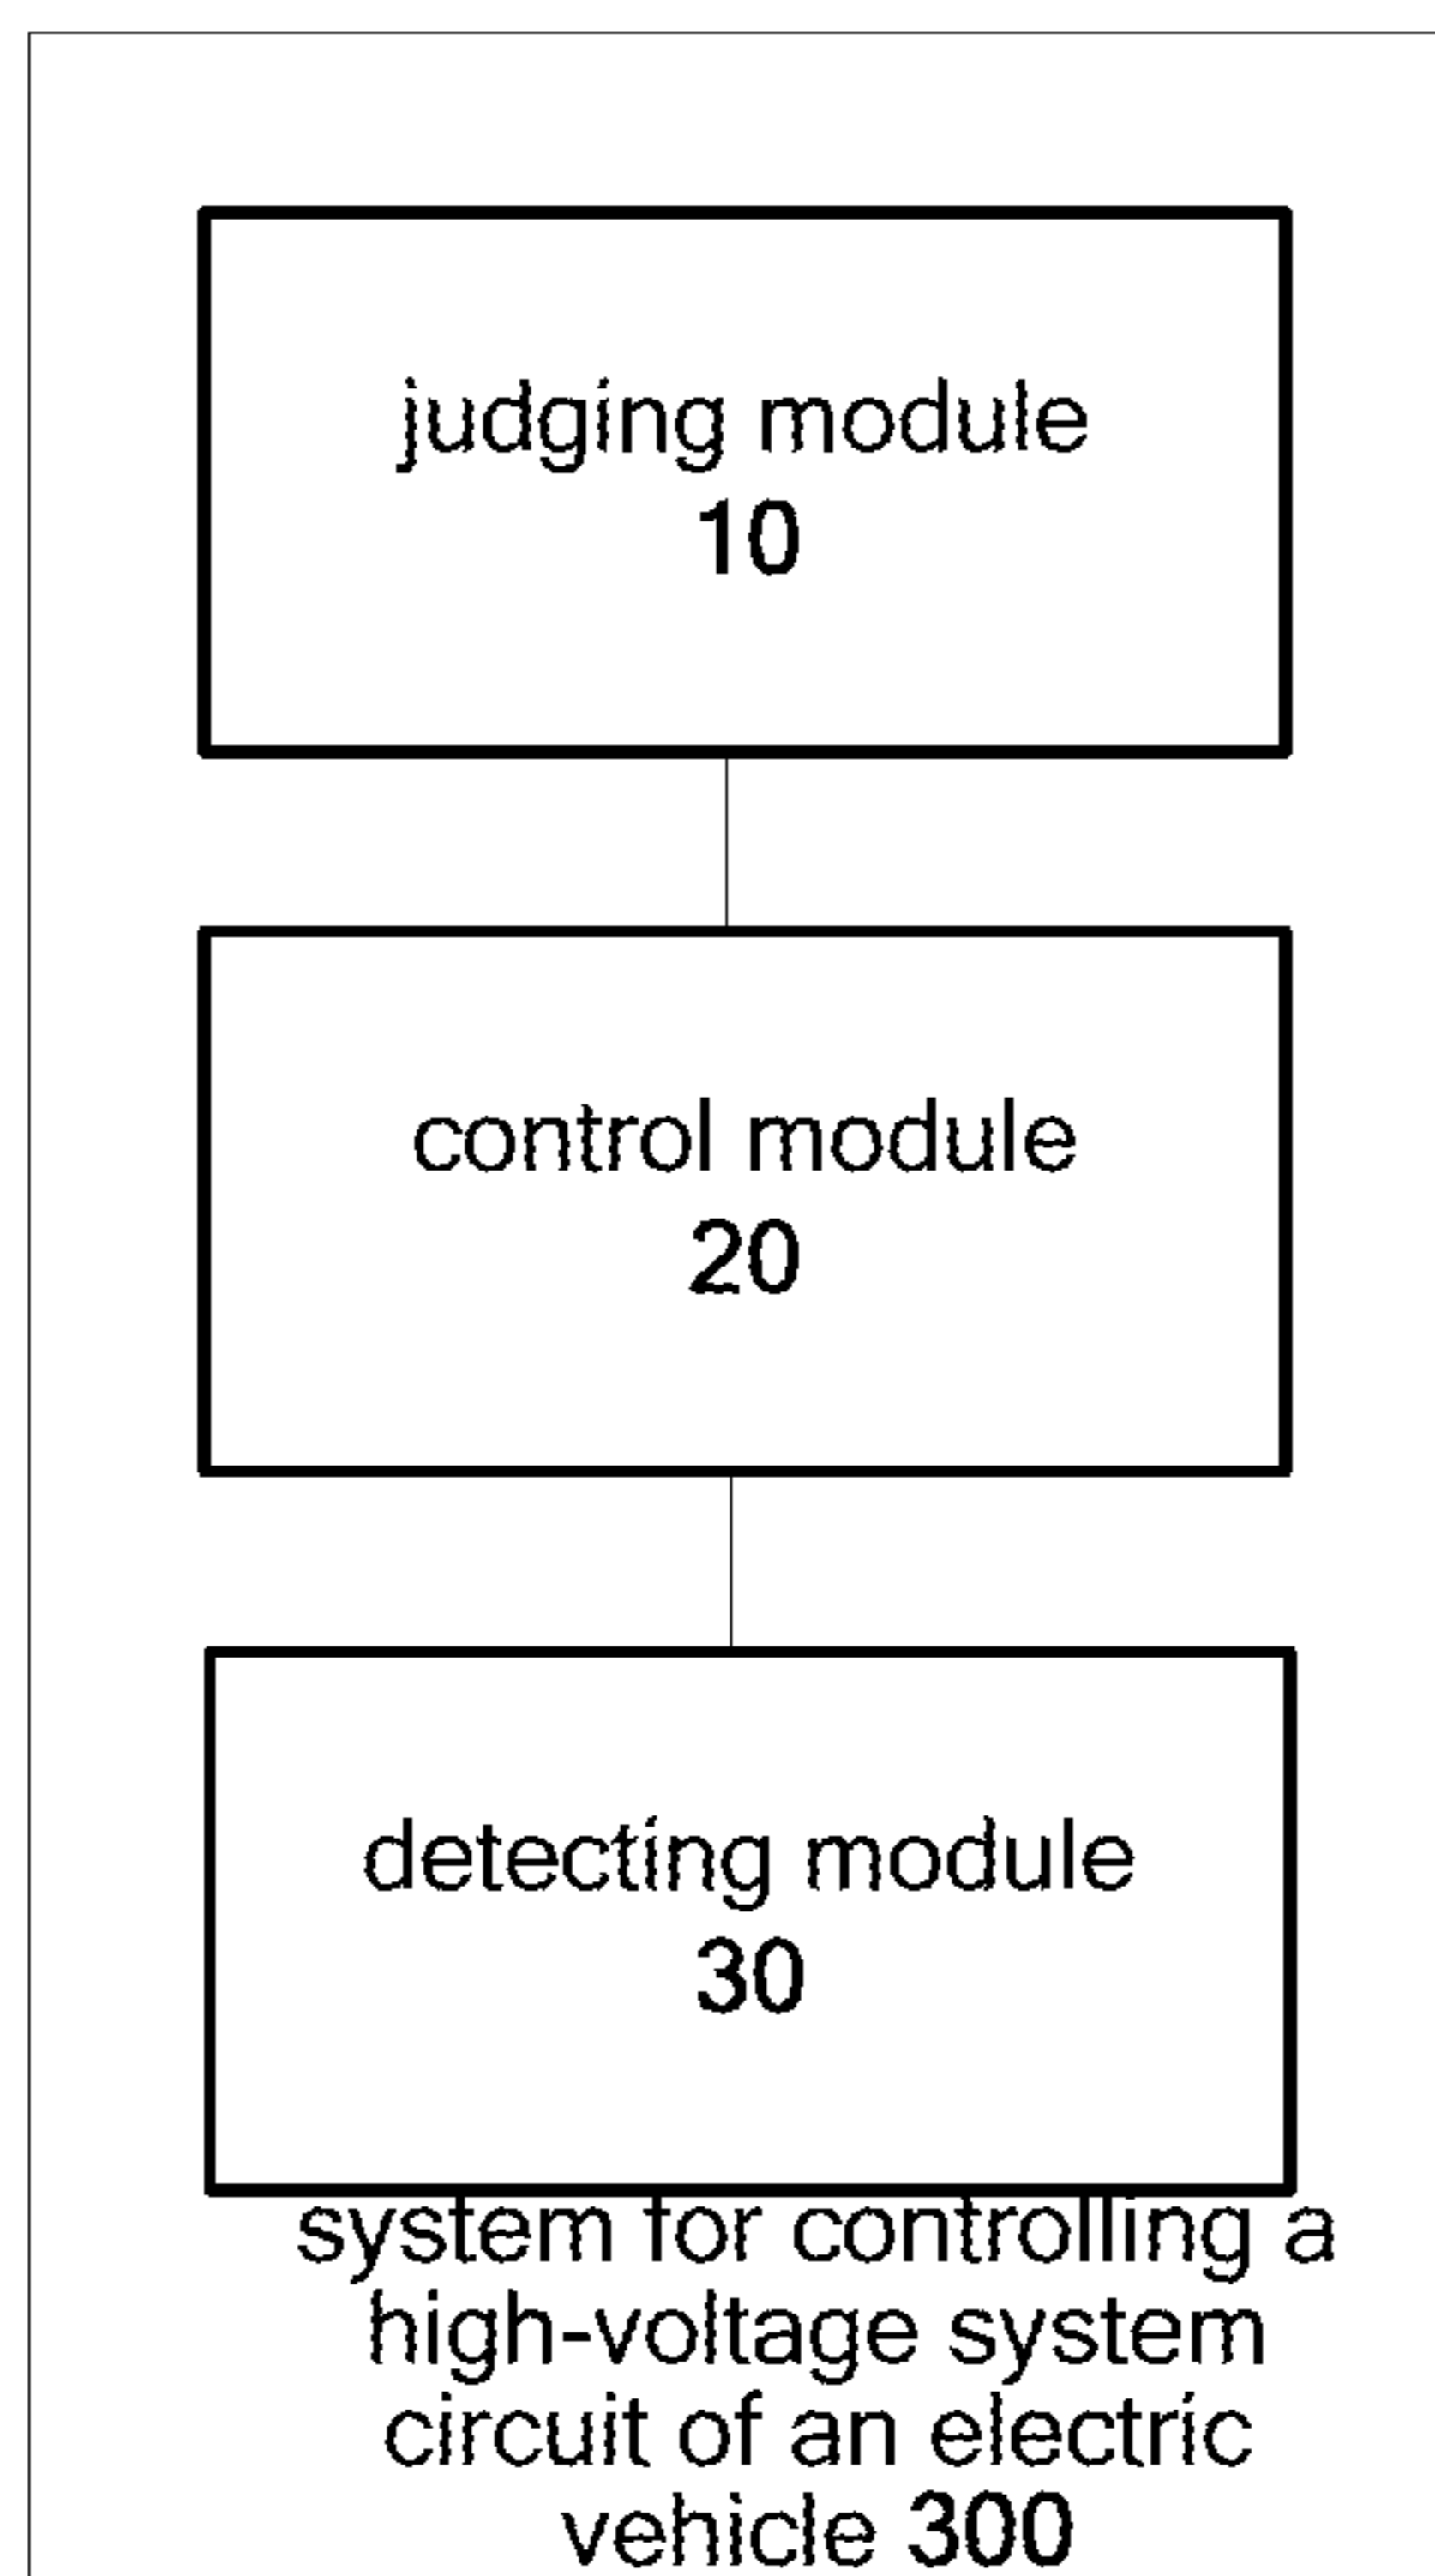 judging module
10
control module
20
detecting module
30
system for controlling a
high-voltage system
circuit of an electric
vehicle 300